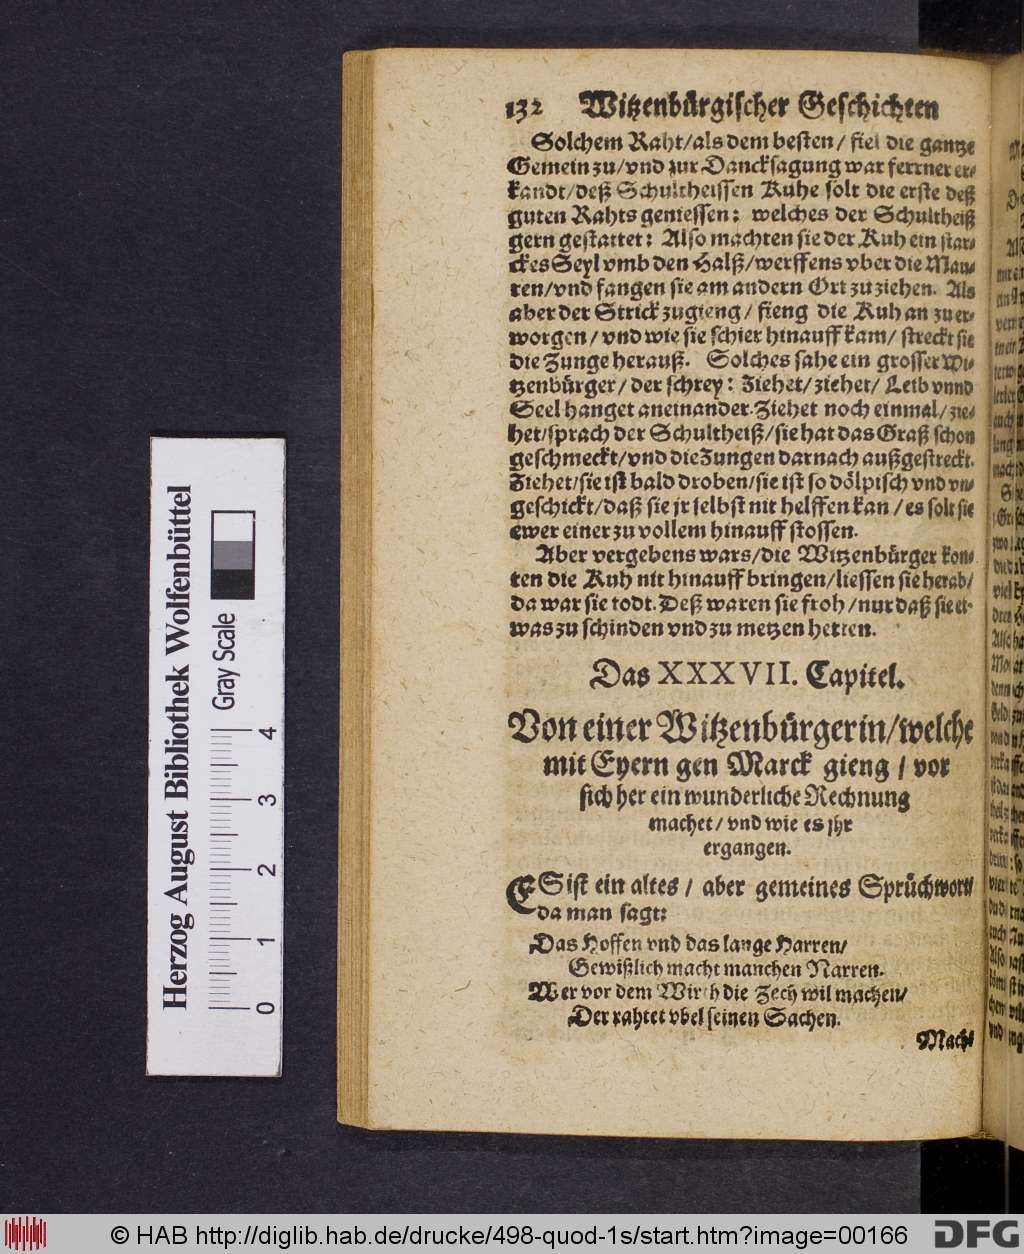 132 Witzenbürgischer Geschichten
Solchem Raht/als dem besten/ fiel die gantze
Gemein zu/vnd zur Dancksagung war ferrner er-
kandt/deß Schultheissen Kuhe solt die erste deß
guten Rahts geniessen: welches der Schultheiß
gern gestattet: Also machten sie der Kuh ein star-
ckes Seyl vmb den Halß/werffens vber die Mau-
ren/vnd fangen sie am andern Ort zu ziehen. Als
aber der Strick zugieng/ fieng die Kuh an zu er-
worgen/ vnd wie sie schier hinauff kam/ streckt sie
die Zunge herauß. Solches sahe ein grosser Wi-
tzenbürger/ der schrey: Ziehet/ziehet/ Leib vnnd
Seel hanget aneinander. Ziehet noch einmal/ zie-
het/sprach der Schultheiß/sie hat das Graß schon
geschmeckt/vnd die Zungen darnach außgestreckt.
Ziehet/sie ist bald droben/sie ist so dölpisch vnd vn-
geschickt/daß sie jr selbst nit helffen kan/ es solt sie
ewer einer zu vollem hinauff stossen.
Aber vergebens wars/die Witzenbürger kon-
ten die Kuh nit hinauff bringen/liessen sie herab/
da war sie todt. Deß waren sie froh/nur daß sie et-
was zu schinden vnd zu metzen hetten.
Das XXXVII. Capitel.
Von einer Witzenbürgerin/welche
mit Eyern gen Marck gieng/ vor
sich her ein wunderliche Rechnung
machet/ vnd wie es jhr
ergangen.
ES ist ein altes/ aber gemeines Sprüchwort/
da man sagt:
Das Hoffen vnd das lange Harren/
Gewißlich macht manchen Narren.
Wer vor dem Wirth die Zech wil machen/
Der rahtet vbel seinen Sachen.
Mach-
Herzog August Bibliothek Wolfenbüttel
Gray Scale
0 1 2 3 4
© HAB http://diglib.hab.de/drucke/498-quod-1s/start.htm?image=00166
DFG